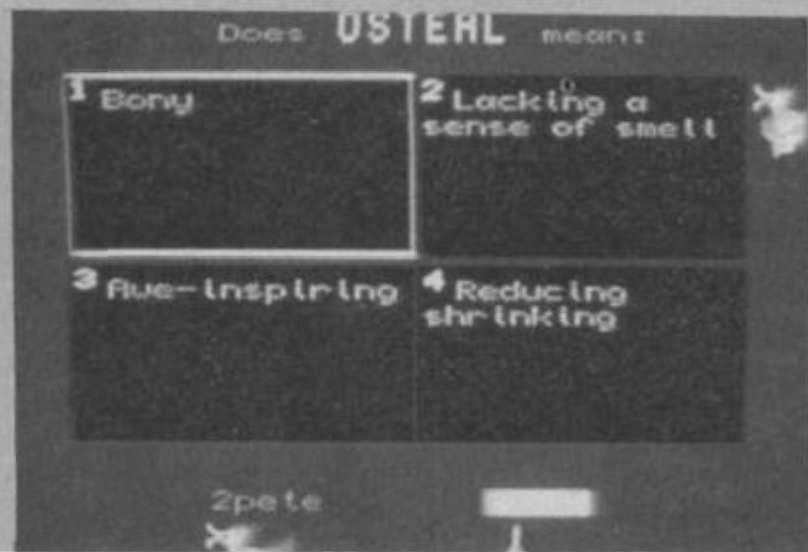 Does OSTEAL mean:
1 Bony
2 Lacking a
sense of smell
3 Awe-inspiring
4 Reducing
shrinking
2pete